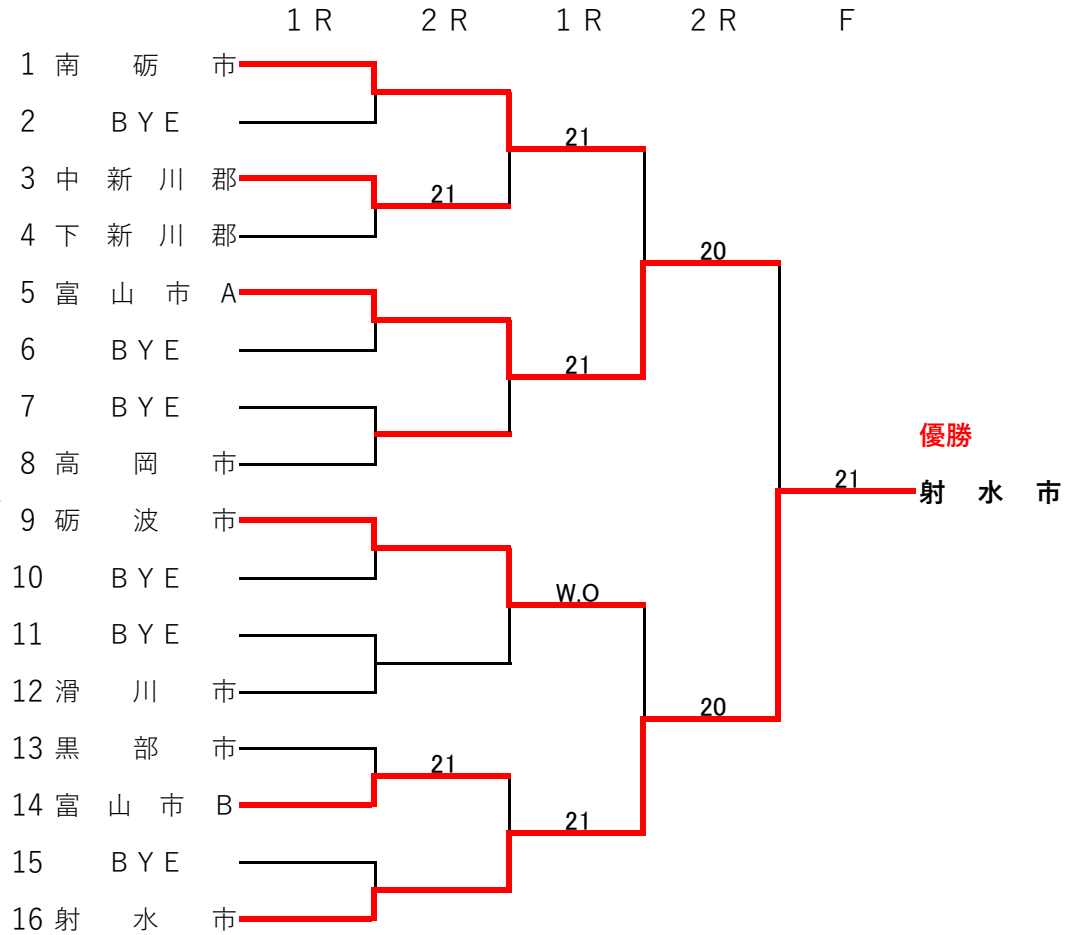 1R 2R 1R 2R F
1 南砺市
2 BYE
21
3 中新川郡
21
4 下新川郡
20
5 富山市A
6 BYE
21
7 BYE
優勝
8 高岡市
21 射水市
9 砺波市
10 BYE
W.O
11 BYE
12 滑川市
20
13 黒部市
21
14 富山市B
21
15 BYE
16 射水市